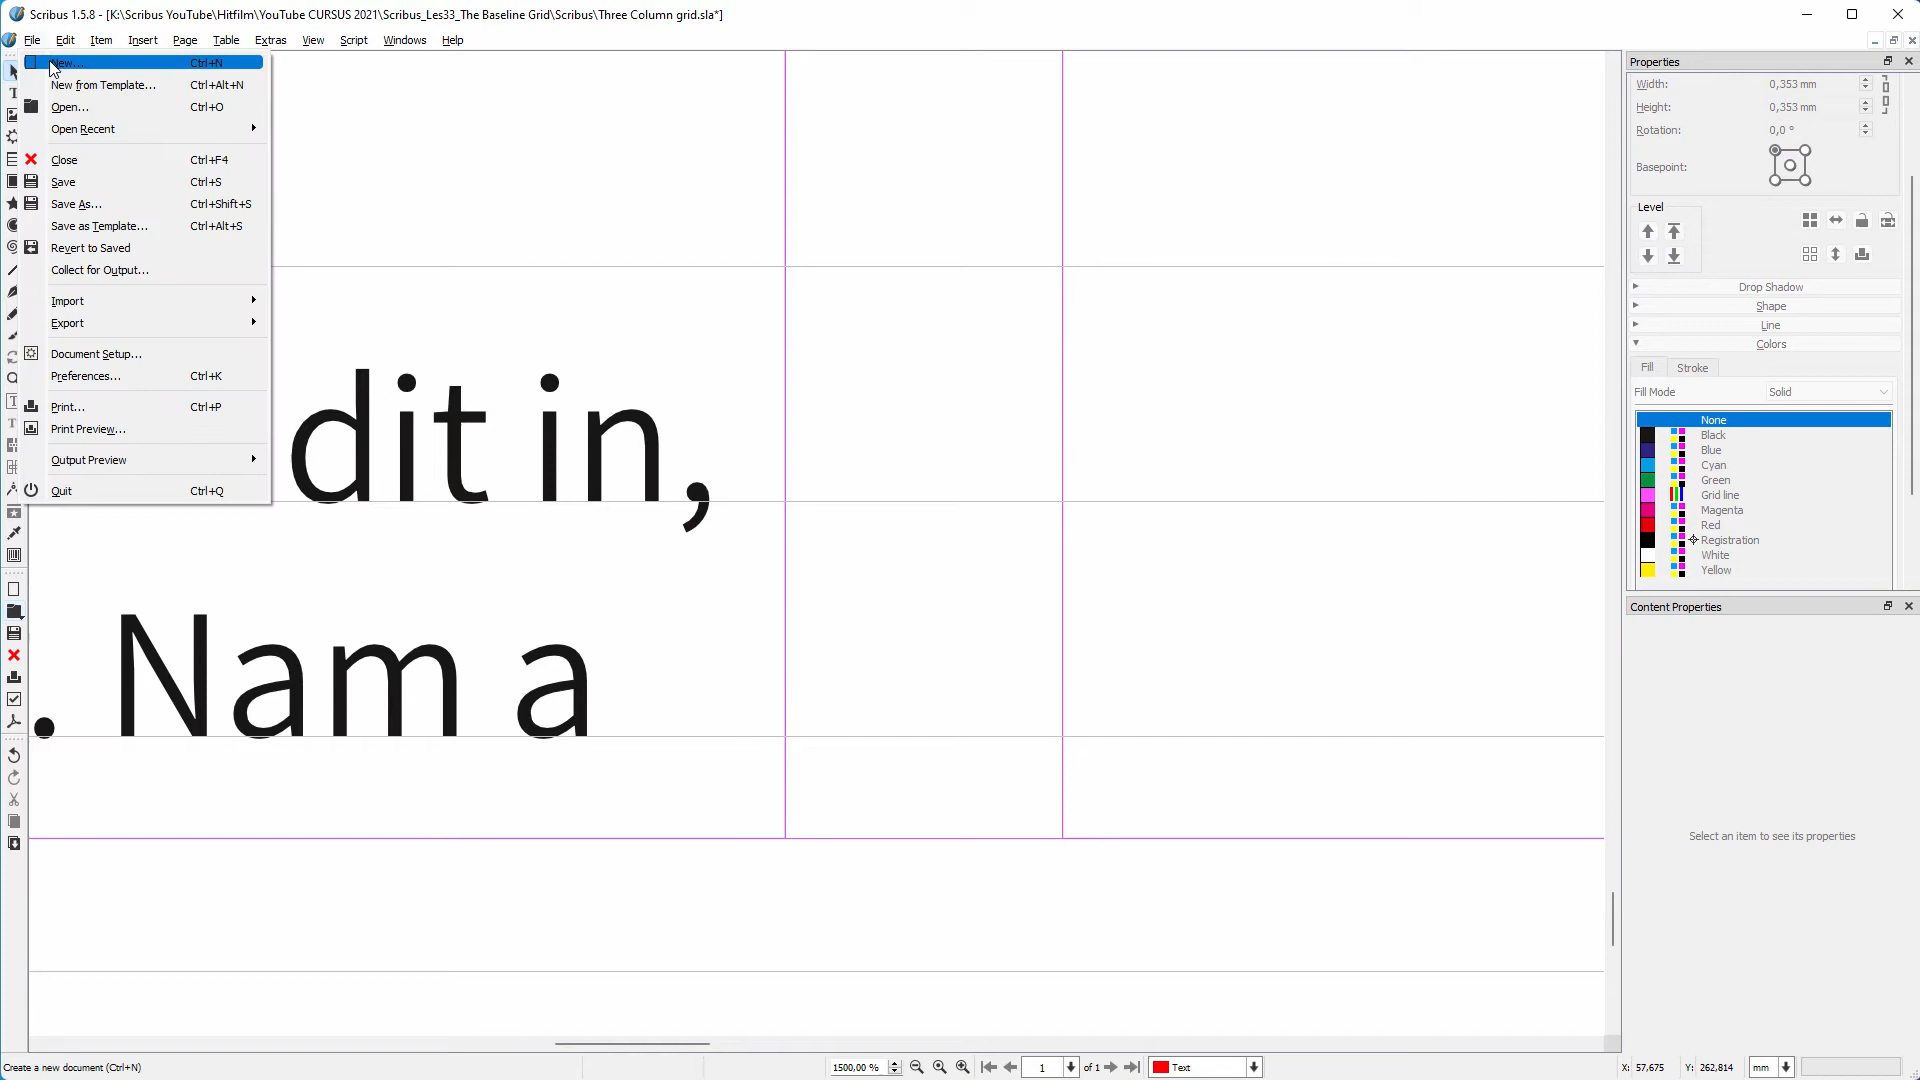 Scribus 1.5.8 - [K:\Scribus YouTube\Hitfilm\YouTube CURSUS 2021\Scribus_Les33_The Baseline Grid\Scribus\Three Column grid.sla*]
File Edit Item Insert Page Table Extras View Script Windows Help
New... Ctrl+N
New from Template... Ctrl+Alt+N
Open... Ctrl+O
Open Recent
Close Ctrl+F4
Save Ctrl+S
Save As... Ctrl+Shift+S
Save as Template... Ctrl+Alt+S
Revert to Saved
Collect for Output...
Import
Export
Document Setup...
Preferences... Ctrl+K
Print... Ctrl+P
Print Preview...
Output Preview
Quit Ctrl+Q
dit in,
. Nam a
Properties
Width: 0,353 mm
Height: 0,353 mm
Rotation: 0,0 °
Basepoint:
Level
Drop Shadow
Shape
Line
Colors
Fill Stroke
Fill Mode Solid
None
Black
Blue
Cyan
Green
Grid line
Magenta
Red
Registration
White
Yellow
Content Properties
Select an item to see its properties
Create a new document (Ctrl+N)
1500,00 %
1 of 1
Text
X: 57,675 Y: 262,814 mm